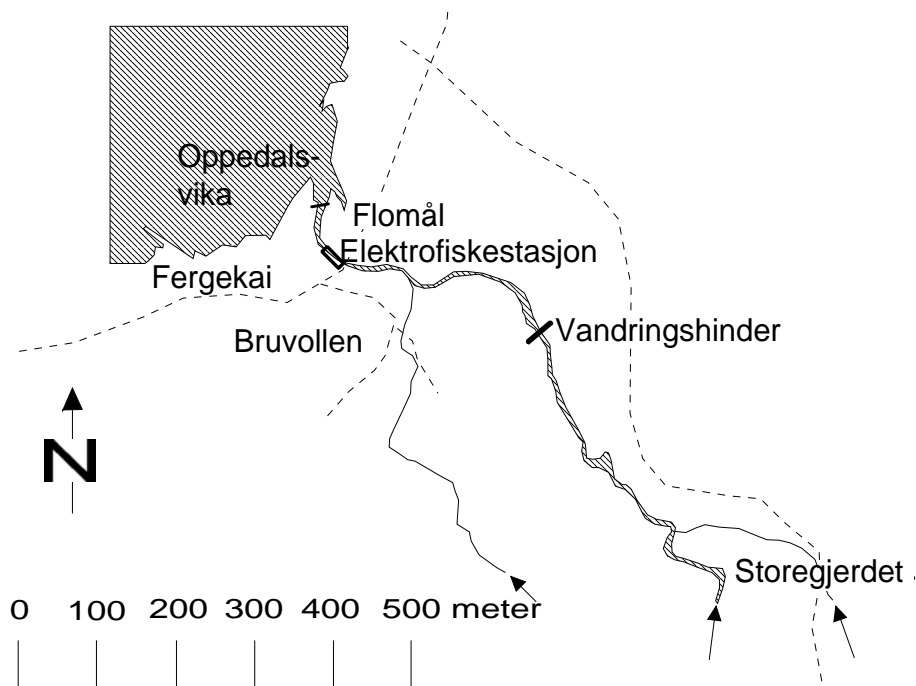 Oppedals-
vika
Flomål
Elektrofiskestasjon
Fergekai
Vandringshinder
Bruvollen
N
Storegjerdet
0 100 200 300 400 500 meter